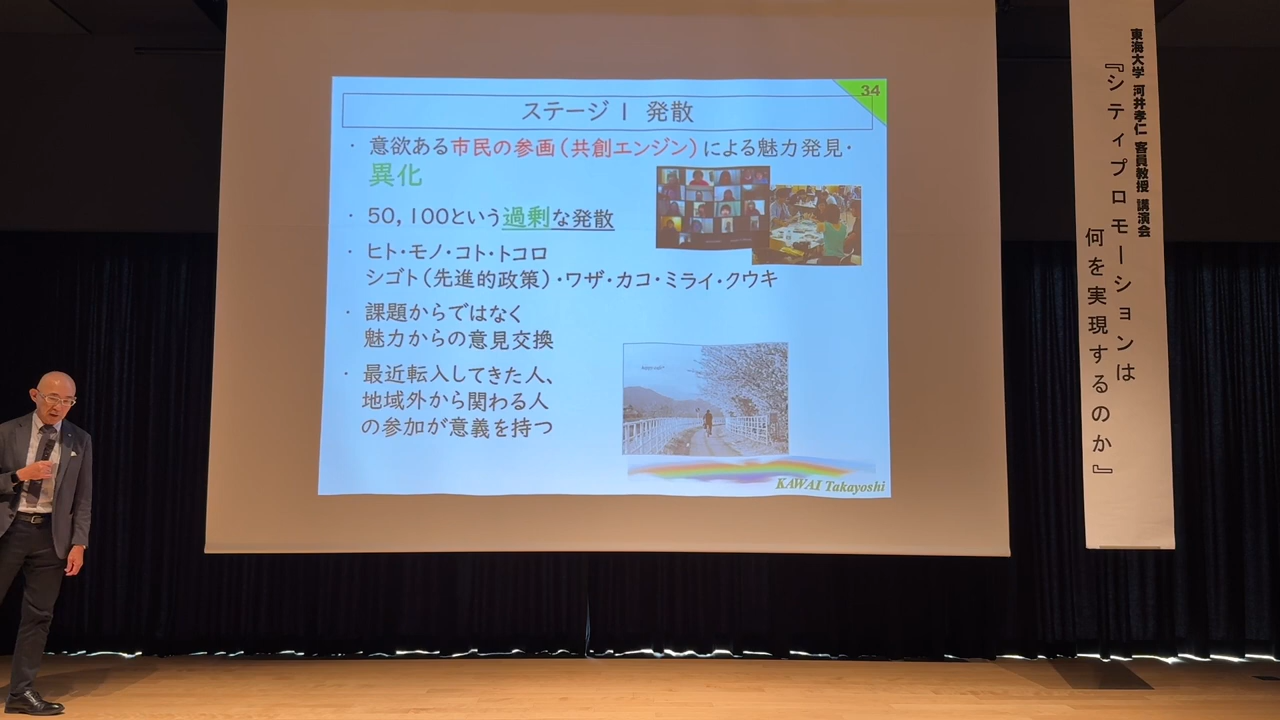 34
ステージ1 発散
・意欲ある市民の参画(共創エンジン)による魅力発見・
異化
・50,100という過剰な発散
・ヒト・モノ・コト・トコロ
シゴト(先進的政策)・ワザ・カコ・ミライ・クウキ
・課題からではなく
魅力からの意見交換
・最近転入してきた人、
地域外から関わる人
の参加が意義を持つ
KAWAI Takayoshi
東海大学 河井孝仁 客員教授 講演会
『シティプロモーションは
何を実現するのか』